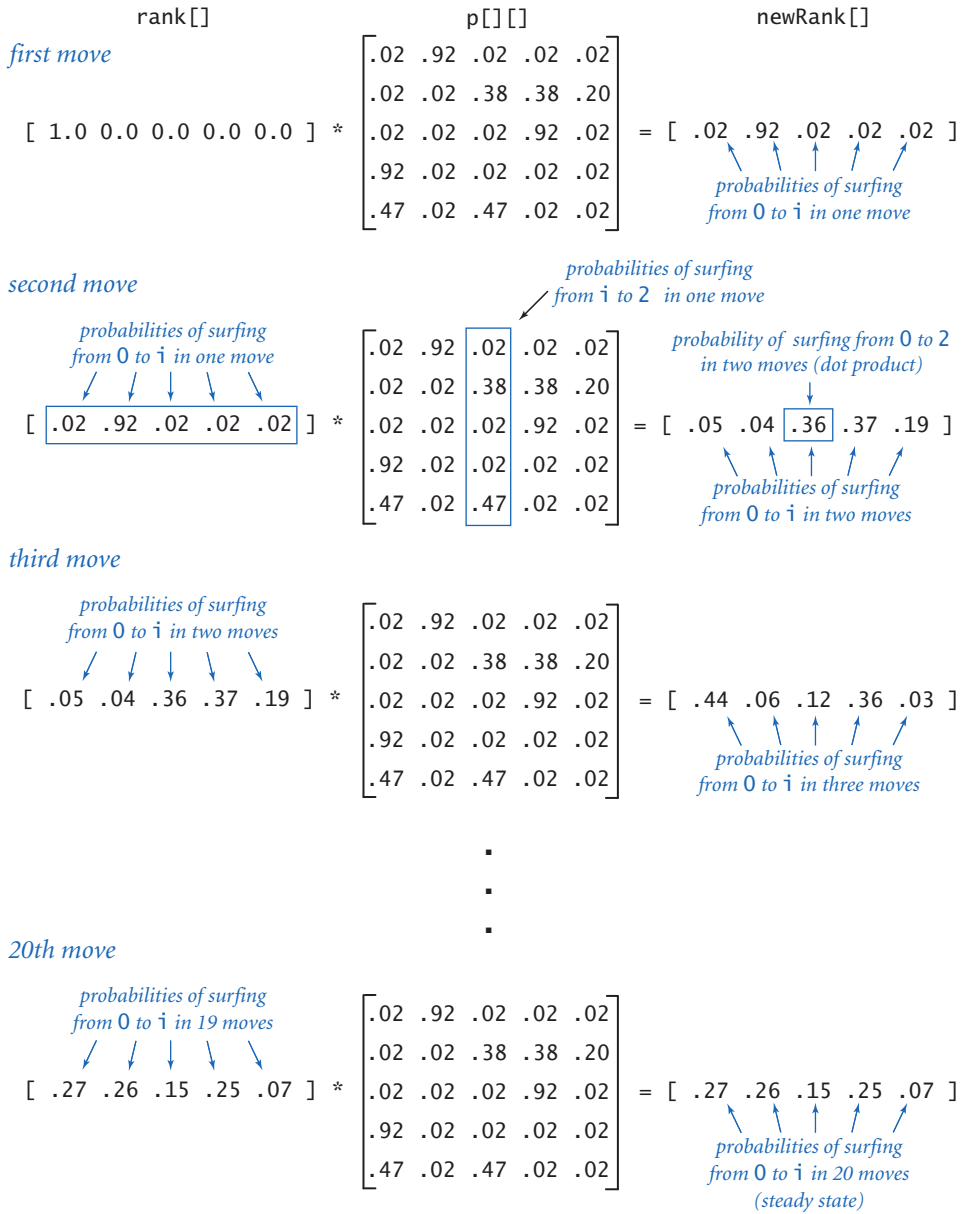 rank[] p[][] newRank[]
first move
.02 .92 .02 .02 .02
.02 .02 .38 .38 .20
[ 1.0 0.0 0.0 0.0 0.0 ] * .02 .02 .02 .92 .02 = [ .02 .92 .02 .02 .02 ]
.92 .02 .02 .02 .02
.47 .02 .47 .02 .02
probabilities of surfing
from 0 to i in one move
second move
probabilities of surfing
from i to 2 in one move
probabilities of surfing
from 0 to i in one move
probability of surfing from 0 to 2
in two moves (dot product)
.02 .92 .02 .02 .02
.02 .02 .38 .38 .20
[ .02 .92 .02 .02 .02 ] * .02 .02 .02 .92 .02 = [ .05 .04 .36 .37 .19 ]
.92 .02 .02 .02 .02
.47 .02 .47 .02 .02
probabilities of surfing
from 0 to i in two moves
third move
probabilities of surfing
from 0 to i in two moves
.02 .92 .02 .02 .02
.02 .02 .38 .38 .20
[ .05 .04 .36 .37 .19 ] * .02 .02 .02 .92 .02 = [ .44 .06 .12 .36 .03 ]
.92 .02 .02 .02 .02
.47 .02 .47 .02 .02
probabilities of surfing
from 0 to i in three moves
.
.
.
20th move
probabilities of surfing
from 0 to i in 19 moves
.02 .92 .02 .02 .02
.02 .02 .38 .38 .20
[ .27 .26 .15 .25 .07 ] * .02 .02 .02 .92 .02 = [ .27 .26 .15 .25 .07 ]
.92 .02 .02 .02 .02
.47 .02 .47 .02 .02
probabilities of surfing
from 0 to i in 20 moves
(steady state)